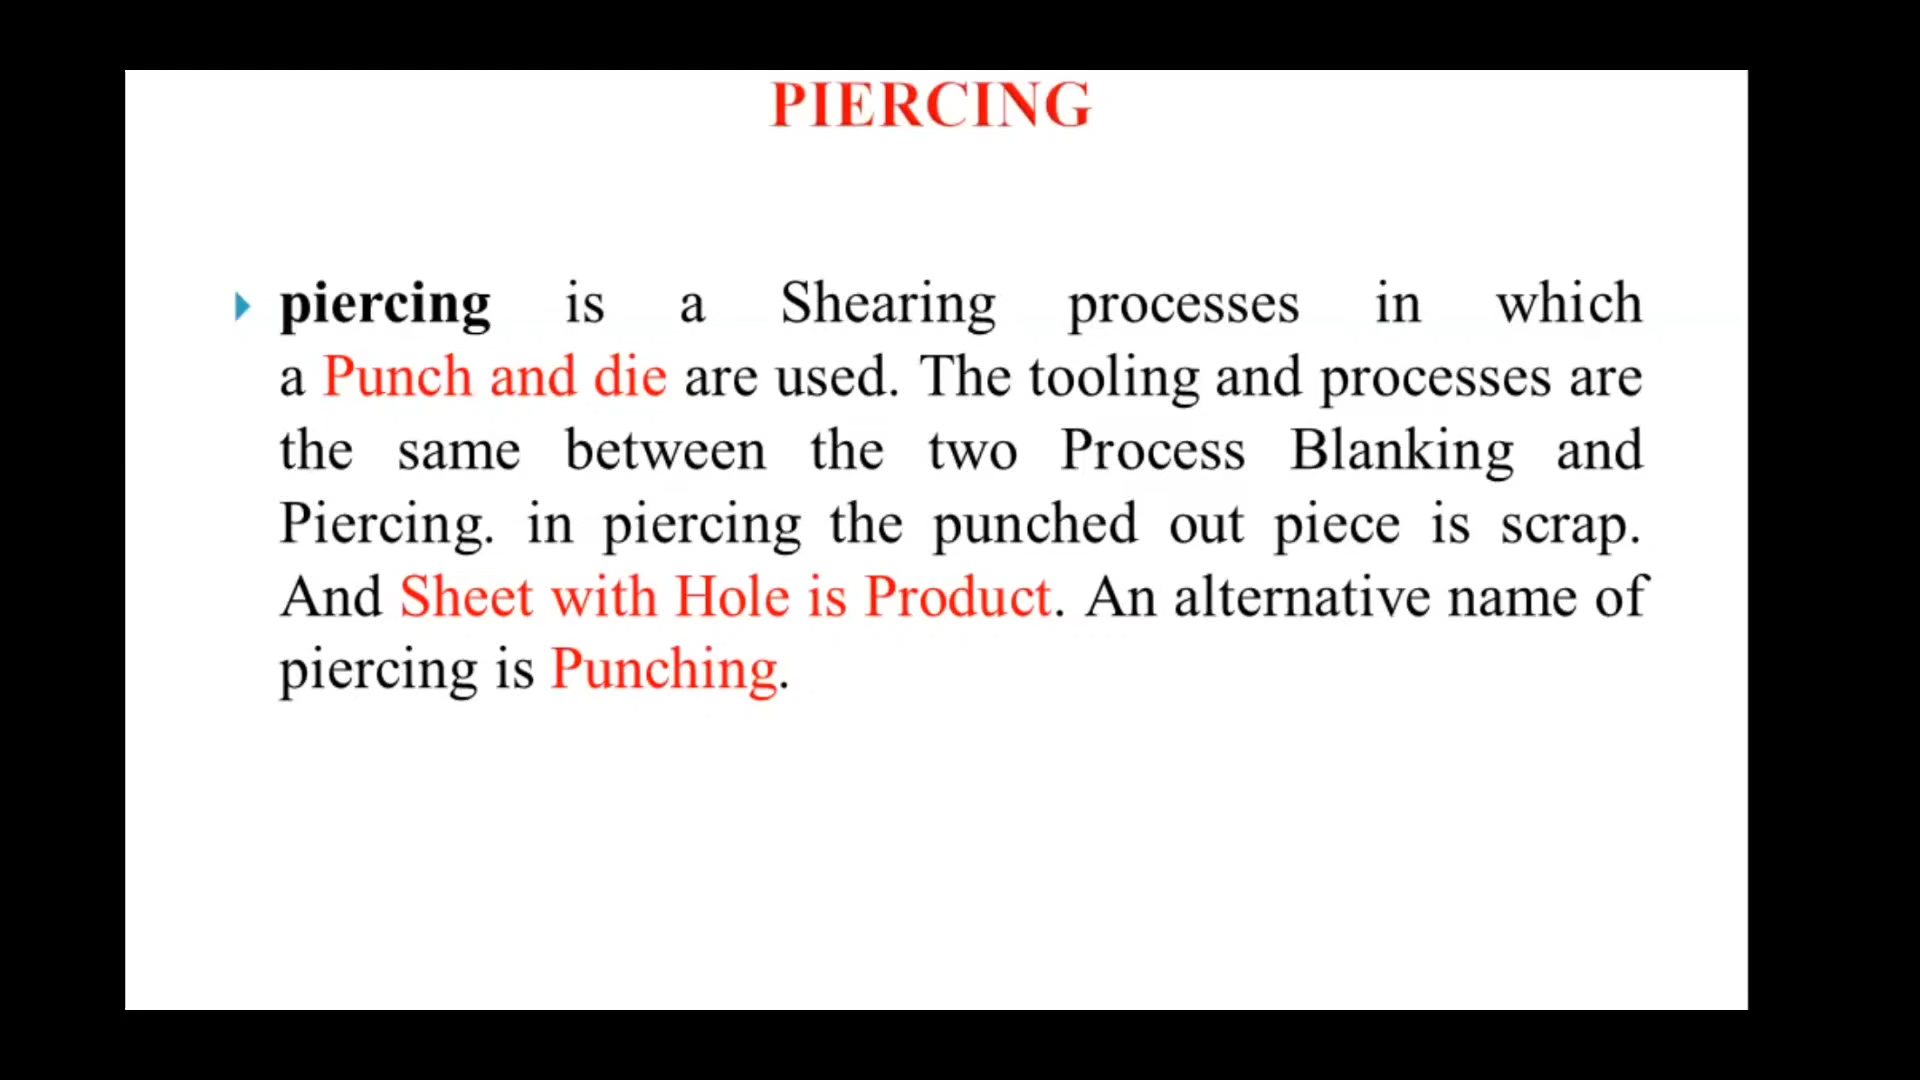 PIERCING
piercing is a Shearing processes in which
a Punch and die are used. The tooling and processes are
the same between the two Process Blanking and
Piercing. in piercing the punched out piece is scrap.
And Sheet with Hole is Product. An alternative name of
piercing is Punching.